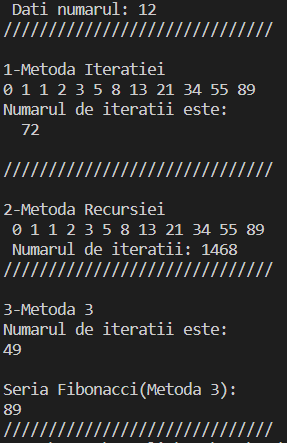 Dati numarul: 12
//////////////////////////////
1-Metoda Iteratiei
0 1 1 2 3 5 8 13 21 34 55 89
Numarul de iteratii este:
72
//////////////////////////////
2-Metoda Recursiei
0 1 1 2 3 5 8 13 21 34 55 89
Numarul de iteratii: 1468
//////////////////////////////
3-Metoda 3
Numarul de iteratii este:
49
Seria Fibonacci(Metoda 3):
89
//////////////////////////////